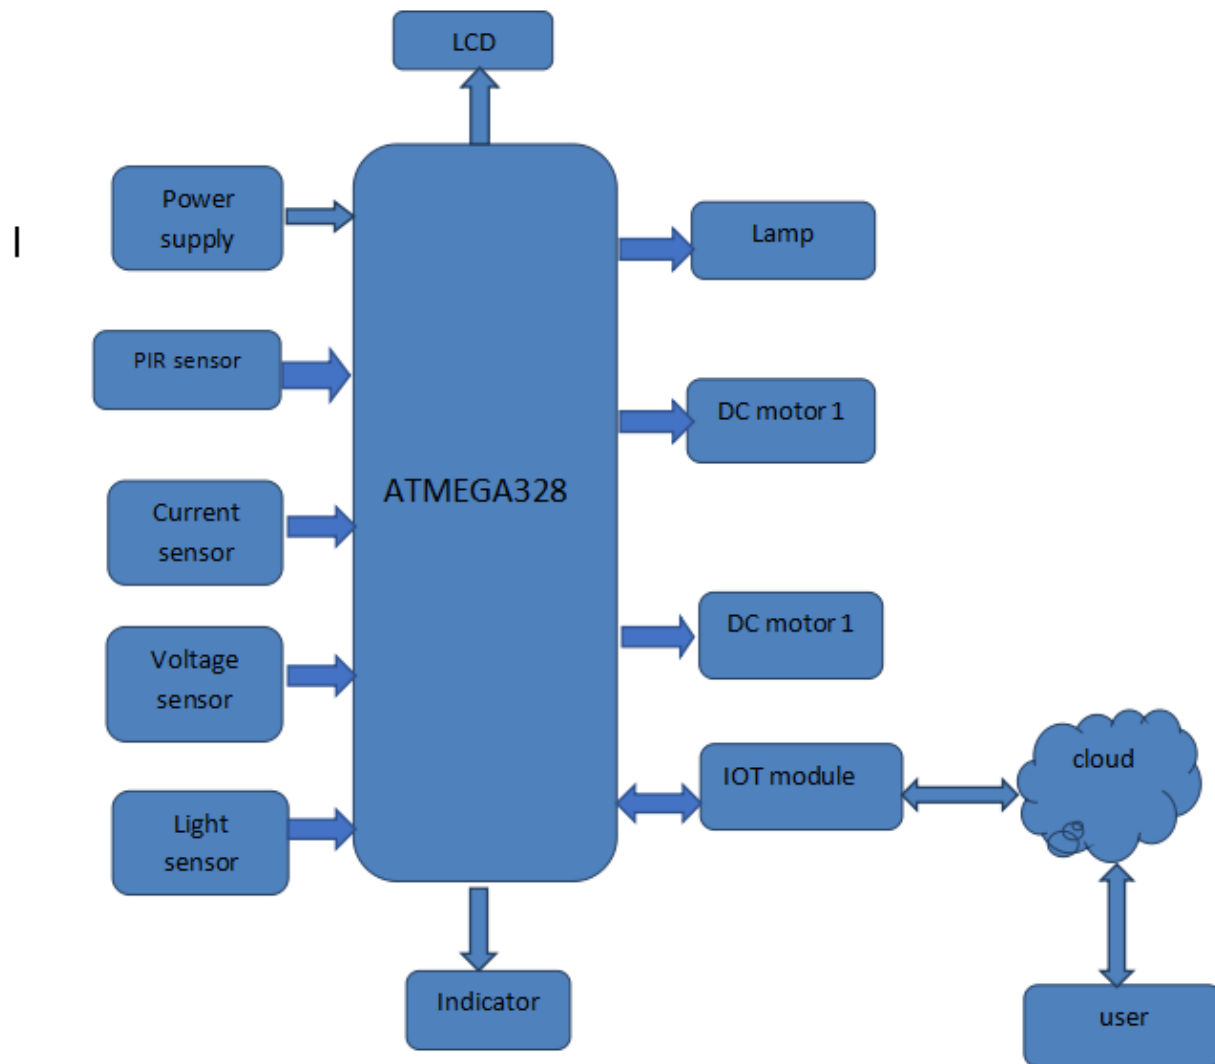 LCD
Power
supply
Lamp
PIR sensor
DC motor 1
ATMEGA328
Current
sensor
DC motor 1
Voltage
sensor
IOT module
cloud
Light
sensor
Indicator
user